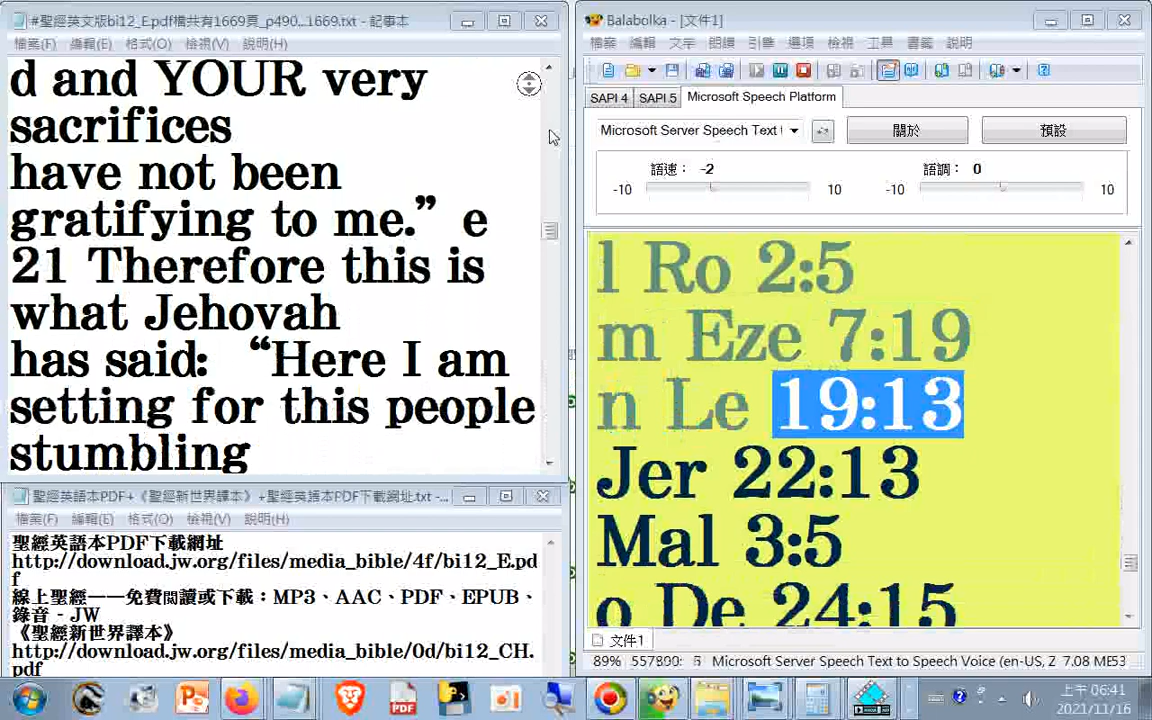 #聖經英文版bi12_E.pdf檔共有1669頁_p490...1669.txt - 記事本
檔案(F) 編輯(E) 格式(O) 檢視(V) 說明(H)
d and YOUR very
sacrifices
have not been
gratifying to me.” e
21 Therefore this is
what Jehovah
has said: “Here I am
setting for this people
stumbling
聖經英語本PDF+《聖經新世界譯本》+聖經英語本PDF下載網址.txt - ...
檔案(F) 編輯(E) 格式(O) 檢視(V) 說明(H)
聖經英語本PDF下載網址
http://download.jw.org/files/media_bible/4f/bi12_E.pd
f
線上聖經——免費閱讀或下載：MP3、AAC、PDF、EPUB、
錄音 - JW
《聖經新世界譯本》
http://download.jw.org/files/media_bible/0d/bi12_CH.
pdf
Balabolka - [文件1]
檔案 編輯 文字 朗讀 引擎 選項 檢視 工具 書籤 說明
SAPI 4 SAPI 5 Microsoft Speech Platform
Microsoft Server Speech Text
關於 預設
語速： -2 語調： 0
-10 10 -10 10
l Ro 2:5
m Eze 7:19
n Le 19:13
Jer 22:13
Mal 3:5
o De 24:15
文件1
89% Microsoft Server Speech Text to Speech Voice (en-US, Z 7.08 ME
上午 06:41
2021/11/16